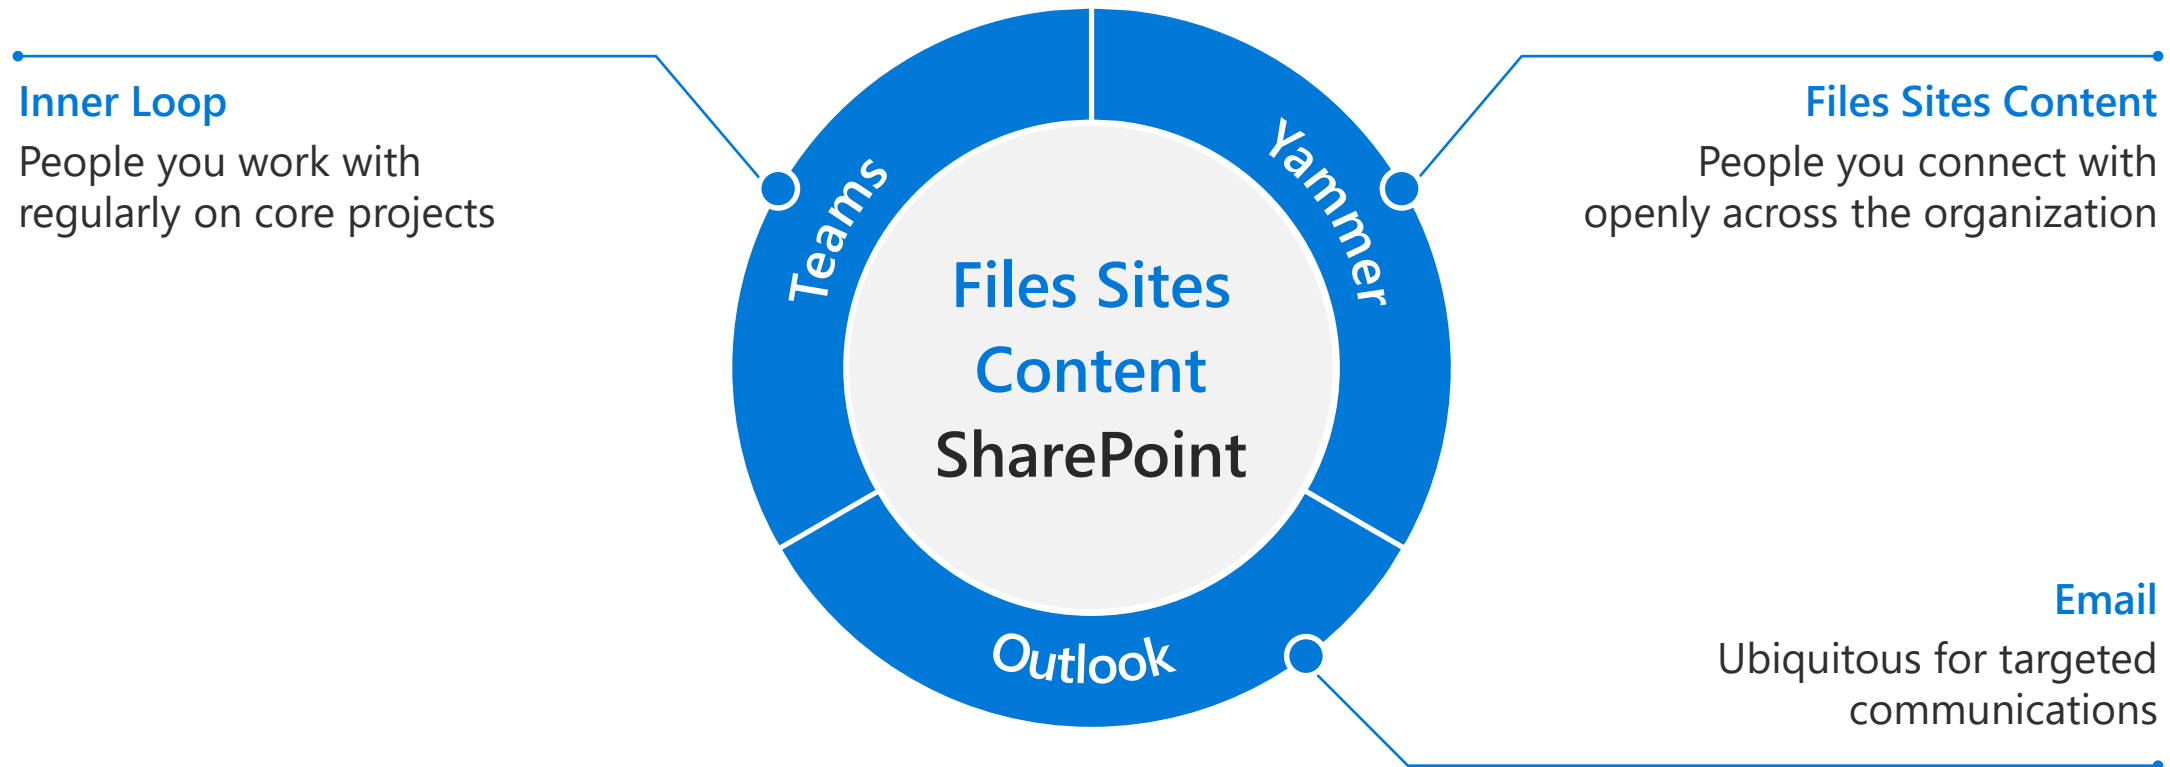 Inner Loop
People you work with
regularly on core projects
Teams
Yammer
Files Sites
Content
SharePoint
Outlook
Files Sites Content
People you connect with
openly across the organization
Email
Ubiquitous for targeted
communications